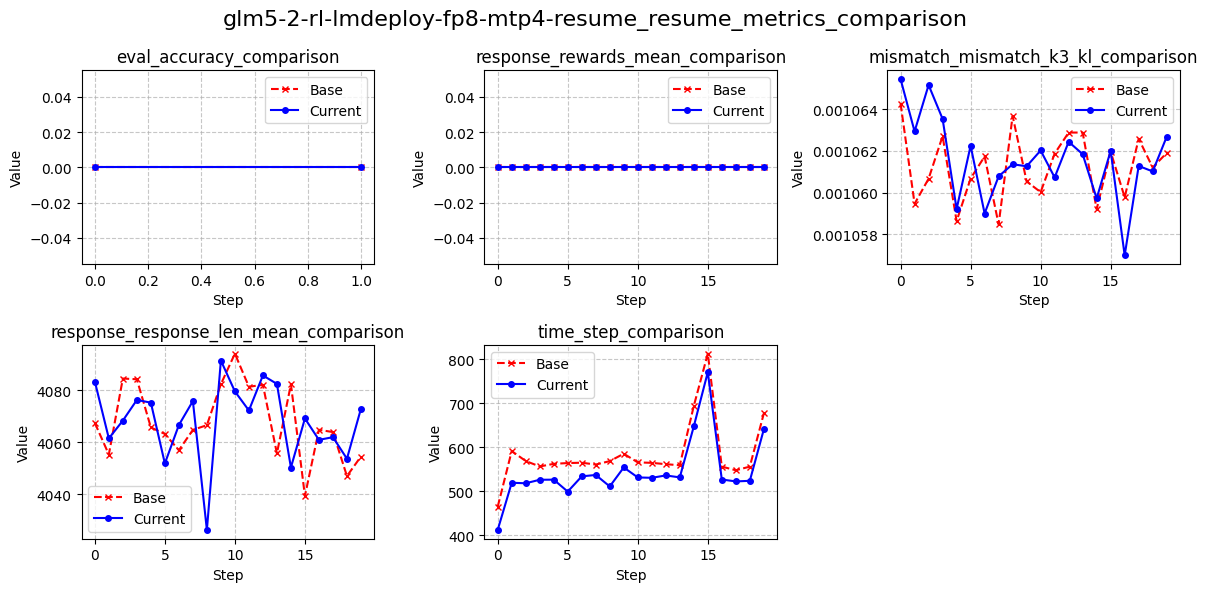 glm5-2-rl-lmdeploy-fp8-mtp4-resume_resume_metrics_comparison
eval_accuracy_comparison
Value
0.04
0.02
0.00
−0.02
−0.04
Base
Current
0.0 0.2 0.4 0.6 0.8 1.0
Step
response_rewards_mean_comparison
Value
0.04
0.02
0.00
−0.02
−0.04
Base
Current
0 5 10 15
Step
mismatch_mismatch_k3_kl_comparison
Value
0.001064
0.001062
0.001060
0.001058
Base
Current
0 5 10 15
Step
response_response_len_mean_comparison
Value
4080
4060
4040
Base
Current
0 5 10 15
Step
time_step_comparison
Value
800
700
600
500
400
Base
Current
0 5 10 15
Step